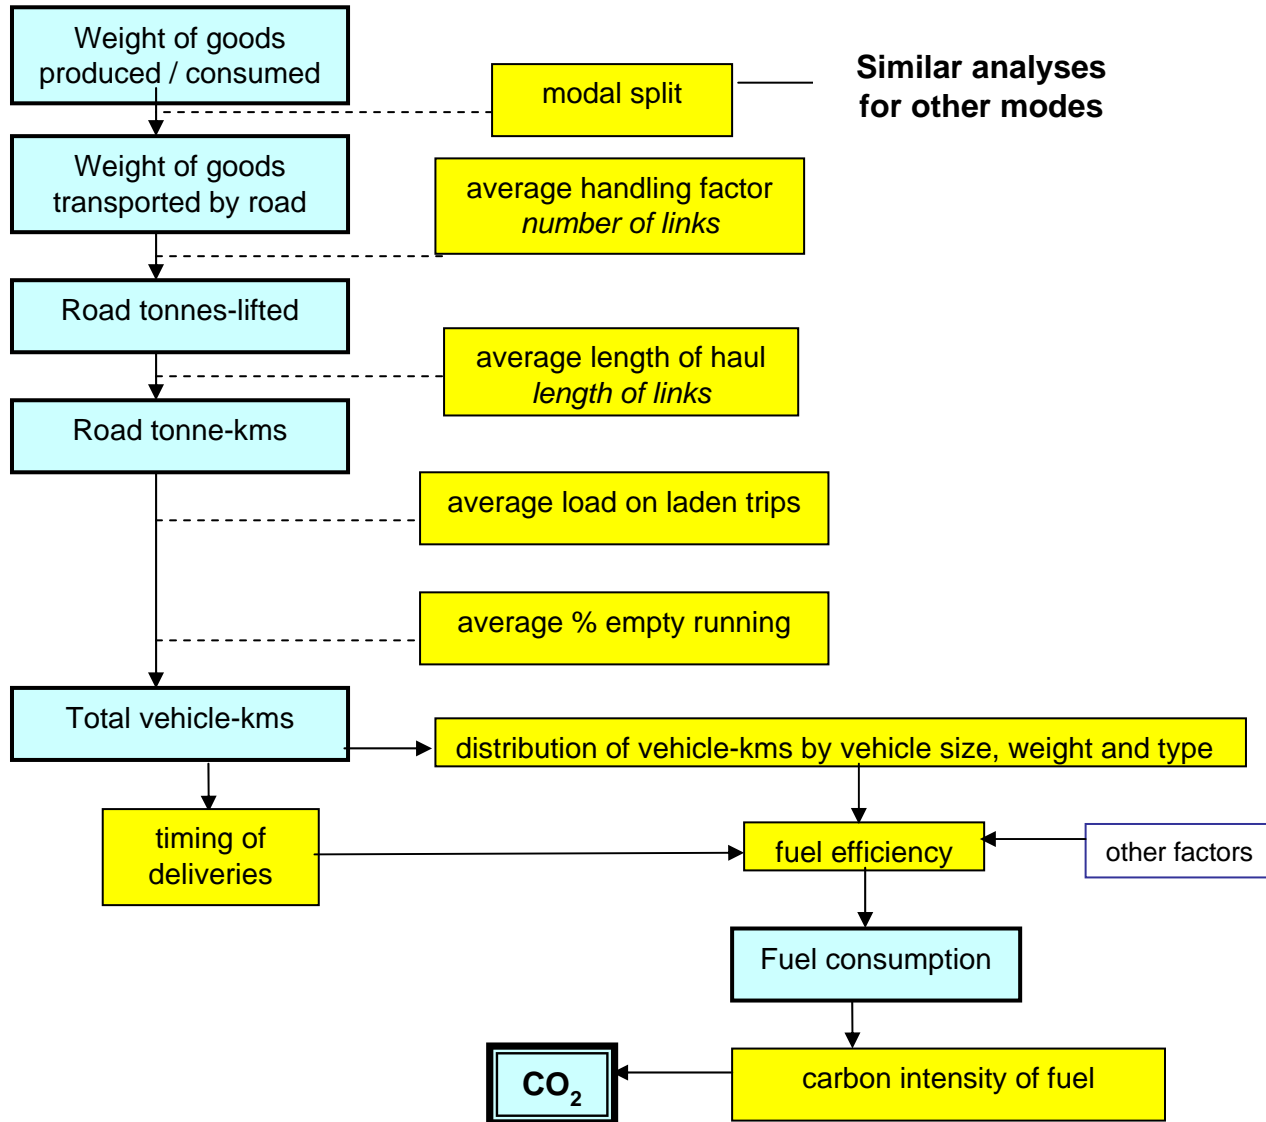 Weight of goods
produced / consumed
modal split
Similar analyses
for other modes
Weight of goods
transported by road
average handling factor
number of links
Road tonnes-lifted
average length of haul
length of links
Road tonne-kms
average load on laden trips
average % empty running
Total vehicle-kms
distribution of vehicle-kms by vehicle size, weight and type
timing of
deliveries
fuel efficiency
other factors
Fuel consumption
carbon intensity of fuel
CO₂